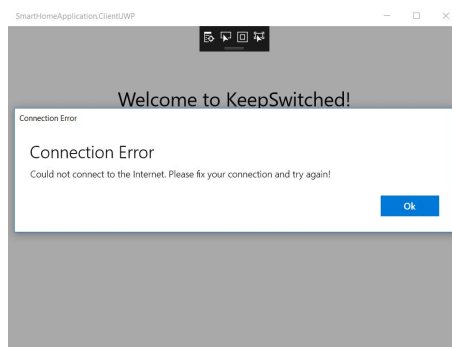 SmartHomeApplication.ClientUWP
Welcome to KeepSwitched!
Connection Error
Connection Error
Could not connect to the Internet. Please fix your connection and try again!
Ok